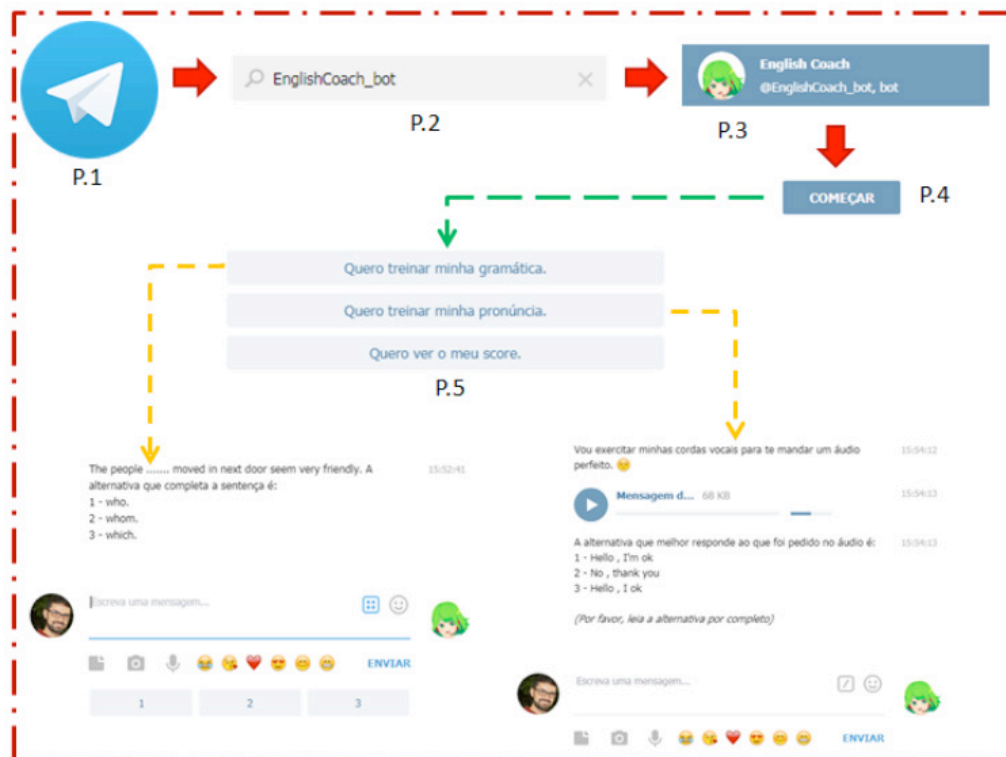 EnglishCoach_bot
English Coach
@EnglishCoach_bot, bot
P.2
P.3
P.1
COMEÇAR
P.4
Quero treinar minha gramática.
Quero treinar minha pronúncia.
Quero ver o meu score.
P.5
The people ....... moved in next door seem very friendly. A
alternativa que completa a sentença é:
1 - who.
2 - whom.
3 - which.
15:52:41
Escreva uma mensagem...
ENVIAR
1
2
3
Vou exercitar minhas cordas vocais para te mandar um áudio
perfeito.
15:54:12
Mensagem d... 68 KB
15:54:13
A alternativa que melhor responde ao que foi pedido no áudio é:
15:54:13
1 - Hello , I'm ok
2 - No , thank you
3 - Hello , I ok
(Por favor, leia a alternativa por completo)
Escreva uma mensagem...
ENVIAR